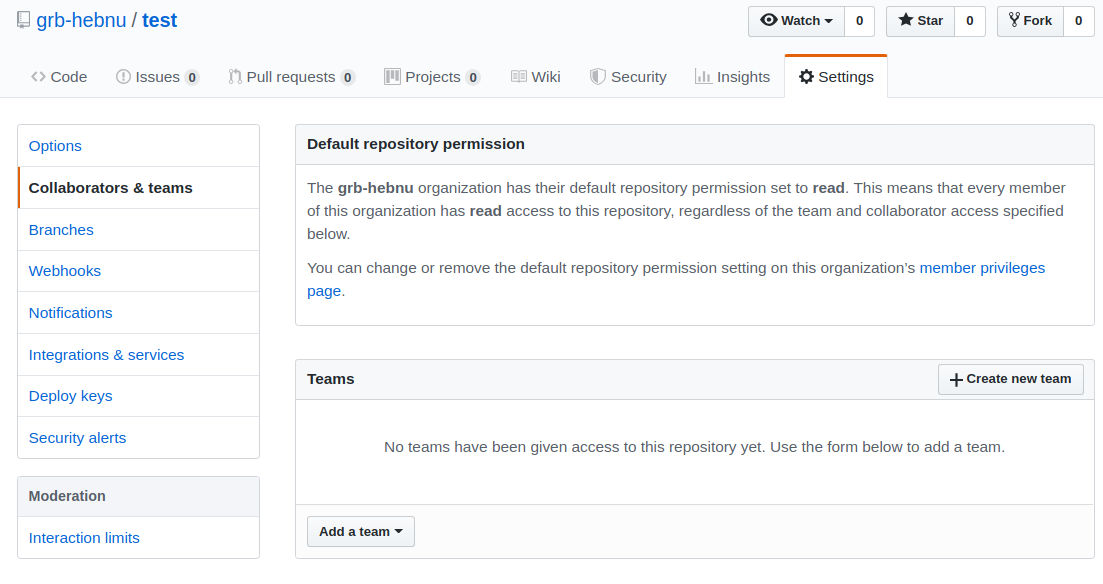 grb-hebnu / test
Watch 0 Star 0 Fork 0
Code Issues 0 Pull requests 0 Projects 0 Wiki Security Insights Settings
Options
Collaborators & teams
Branches
Webhooks
Notifications
Integrations & services
Deploy keys
Security alerts
Moderation
Interaction limits
Default repository permission
The grb-hebnu organization has their default repository permission set to read. This means that every member
of this organization has read access to this repository, regardless of the team and collaborator access specified
below.
You can change or remove the default repository permission setting on this organization's member privileges
page.
Teams
Create new team
No teams have been given access to this repository yet. Use the form below to add a team.
Add a team